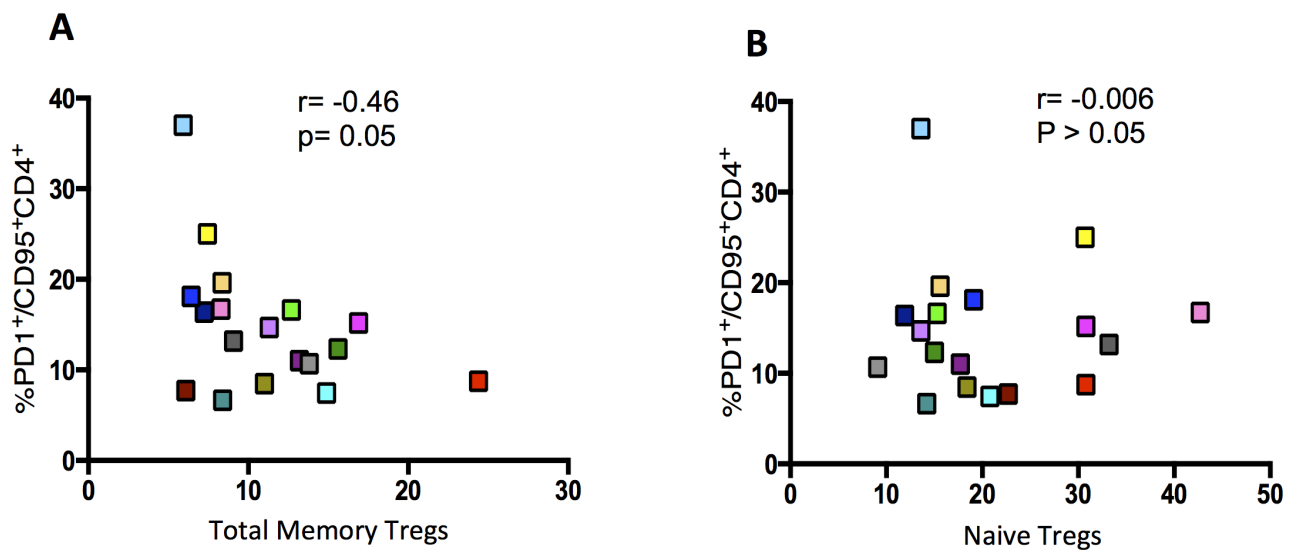 A
r= -0.46
p= 0.05
%PD1⁺/CD95⁺CD4⁺
40
30
20
10
0
0 10 20 30
Total Memory Tregs
B
r= -0.006
P > 0.05
%PD1⁺/CD95⁺CD4⁺
40
30
20
10
0
0 10 20 30 40 50
Naive Tregs